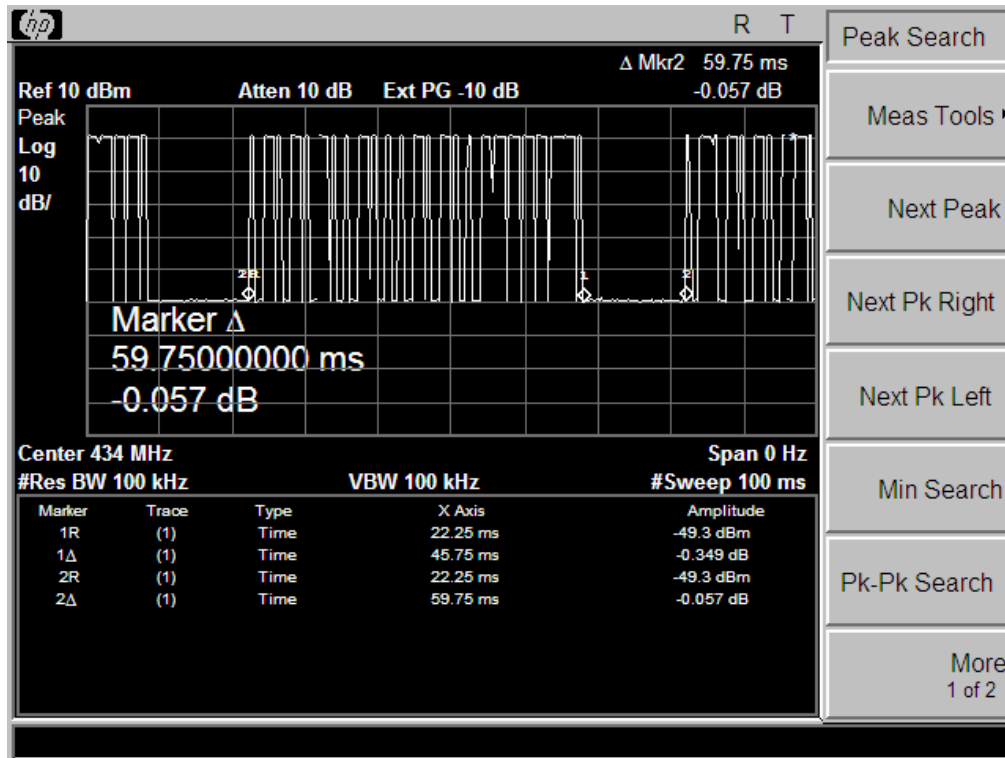 hp
R T
Δ Mkr2 59.75 ms
Ref 10 dBm Atten 10 dB Ext PG -10 dB -0.057 dB
Peak
Log
10
dB/
2R
1
2
Marker Δ
59.75000000 ms
-0.057 dB
Center 434 MHz Span 0 Hz
#Res BW 100 kHz VBW 100 kHz #Sweep 100 ms
Marker Trace Type X Axis Amplitude
1R (1) Time 22.25 ms -49.3 dBm
1Δ (1) Time 45.75 ms -0.349 dB
2R (1) Time 22.25 ms -49.3 dBm
2Δ (1) Time 59.75 ms -0.057 dB
Peak Search
Meas Tools
Next Peak
Next Pk Right
Next Pk Left
Min Search
Pk-Pk Search
More
1 of 2